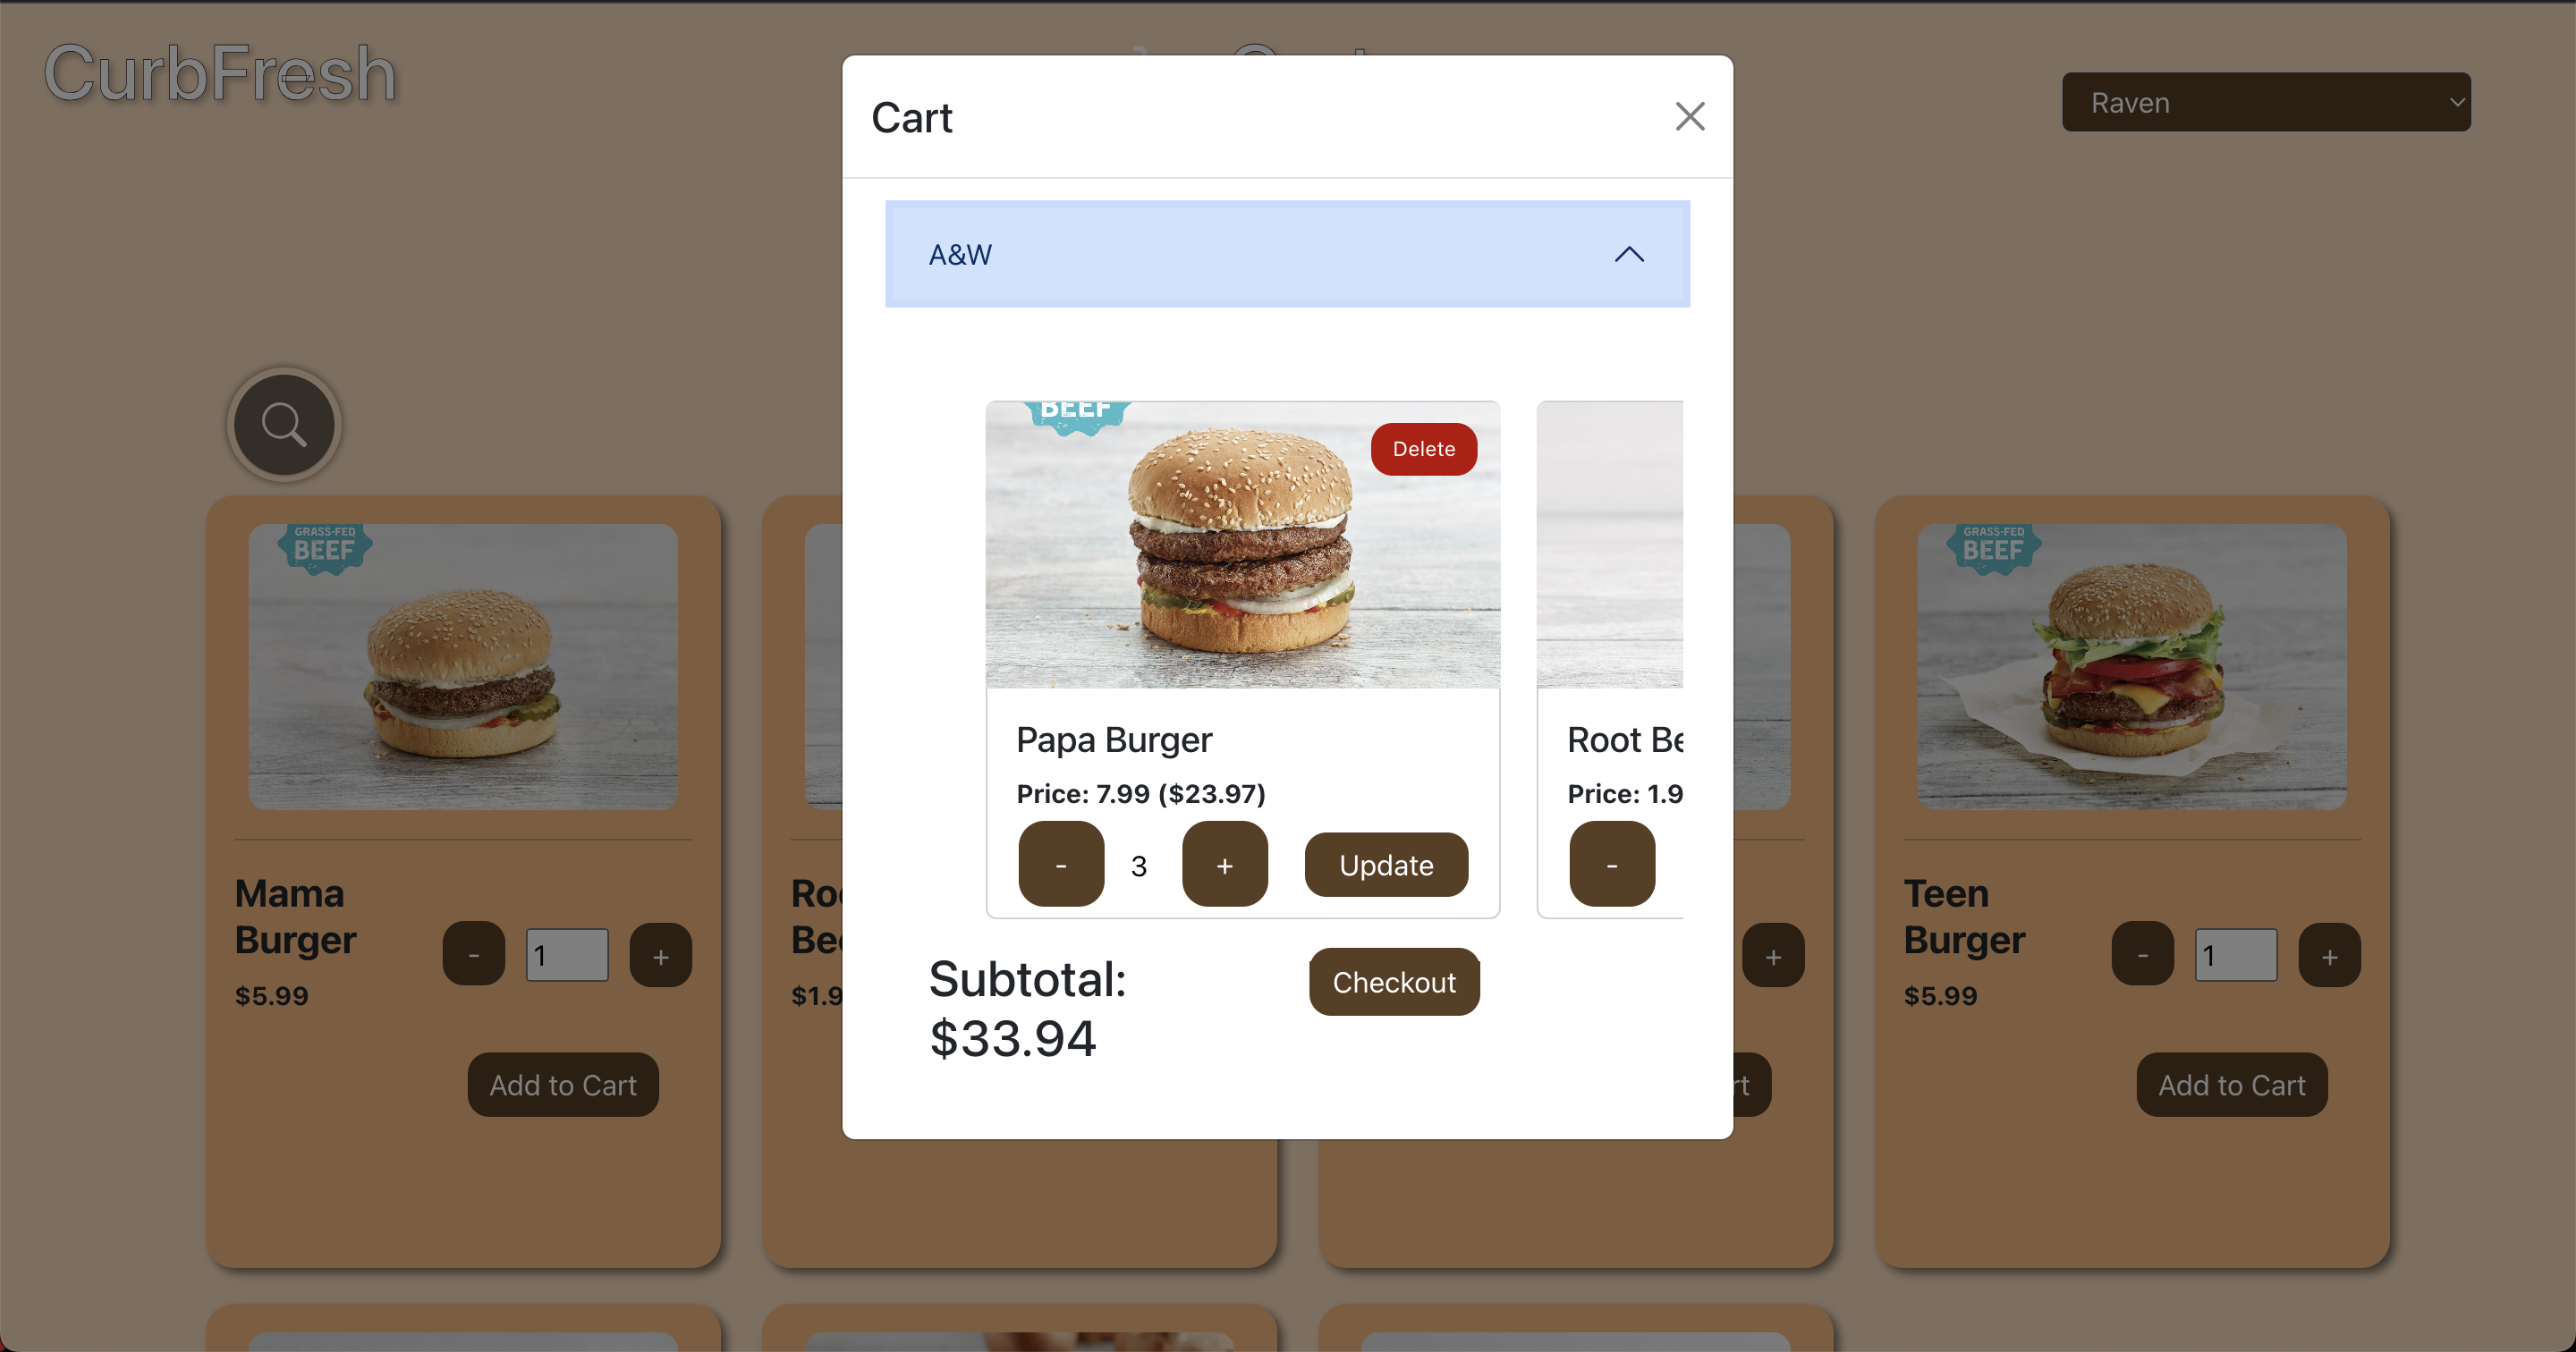 CurbFresh
Raven
Cart
A&W
BEEF
Delete
Papa Burger
Price: 7.99 ($23.97)
-
3
+
Update
Root Be
Price: 1.9
-
Subtotal:
$33.94
Checkout
GRASS-FED
BEEF
Mama
Burger
$5.99
-
1
+
Add to Cart
$1.9
+
GRASS-FED
BEEF
Teen
Burger
$5.99
-
1
+
Add to Cart